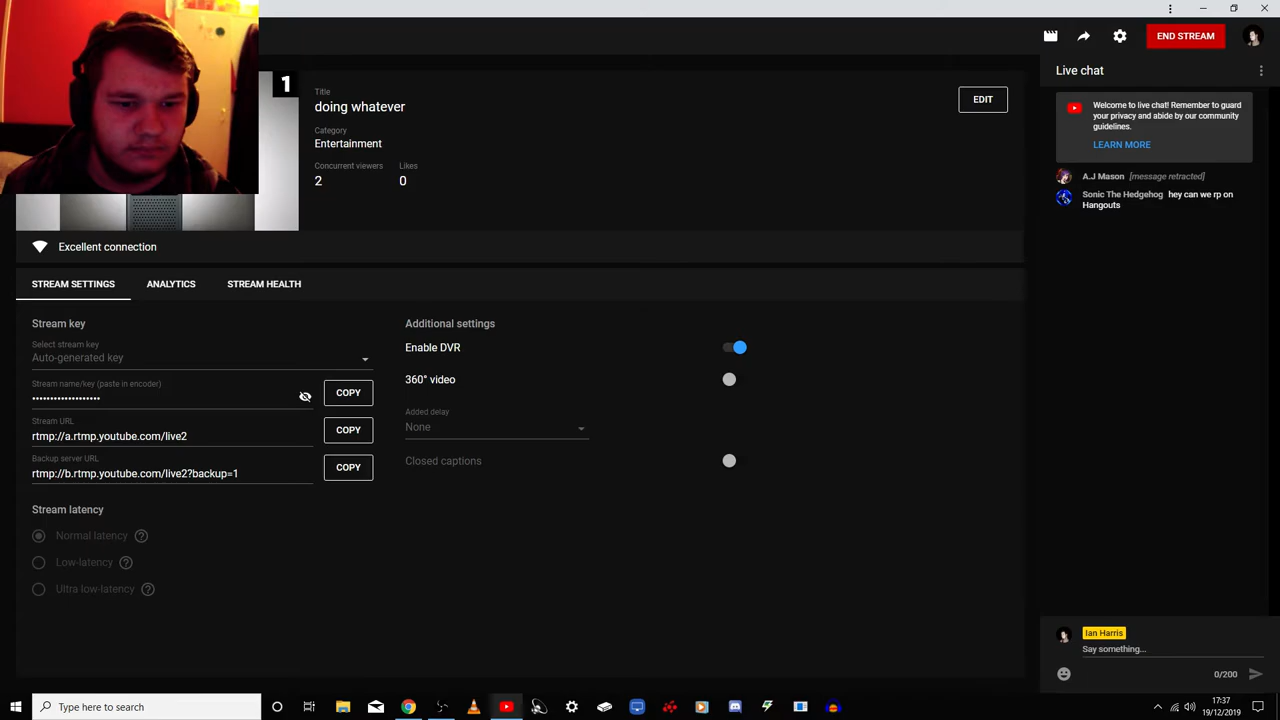 END STREAM
Live chat
1
Title
doing whatever
EDIT
Category
Entertainment
Concurrent viewers
Likes
2
0
Welcome to live chat! Remember to guard
your privacy and abide by our community
guidelines.
LEARN MORE
A.J Mason [message retracted]
Sonic The Hedgehog hey can we rp on
Hangouts
Excellent connection
STREAM SETTINGS
ANALYTICS
STREAM HEALTH
Stream key
Select stream key
Auto-generated key
Stream name/key (paste in encoder)
••••••••••••••••••••
COPY
Stream URL
rtmp://a.rtmp.youtube.com/live2
COPY
Backup server URL
rtmp://b.rtmp.youtube.com/live2?backup=1
COPY
Stream latency
Normal latency
Low-latency
Ultra low-latency
Additional settings
Enable DVR
360° video
Added delay
None
Closed captions
Ian Harris
Say something...
0/200
Type here to search
17:37
19/12/2019